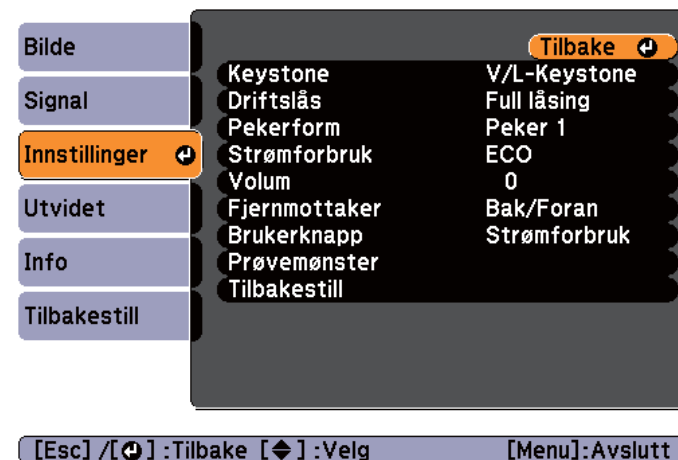 Bilde
Signal
Innstillinger
Utvidet
Info
Tilbakestill
Tilbake
Keystone V/L-Keystone
Driftslås Full låsing
Pekerform Peker 1
Strømforbruk ECO
Volum 0
Fjernmottaker Bak/Foran
Brukerknapp Strømforbruk
Prøvemønster
Tilbakestill
[Esc] /[⏎] :Tilbake [◆] :Velg [Menu]:Avslutt